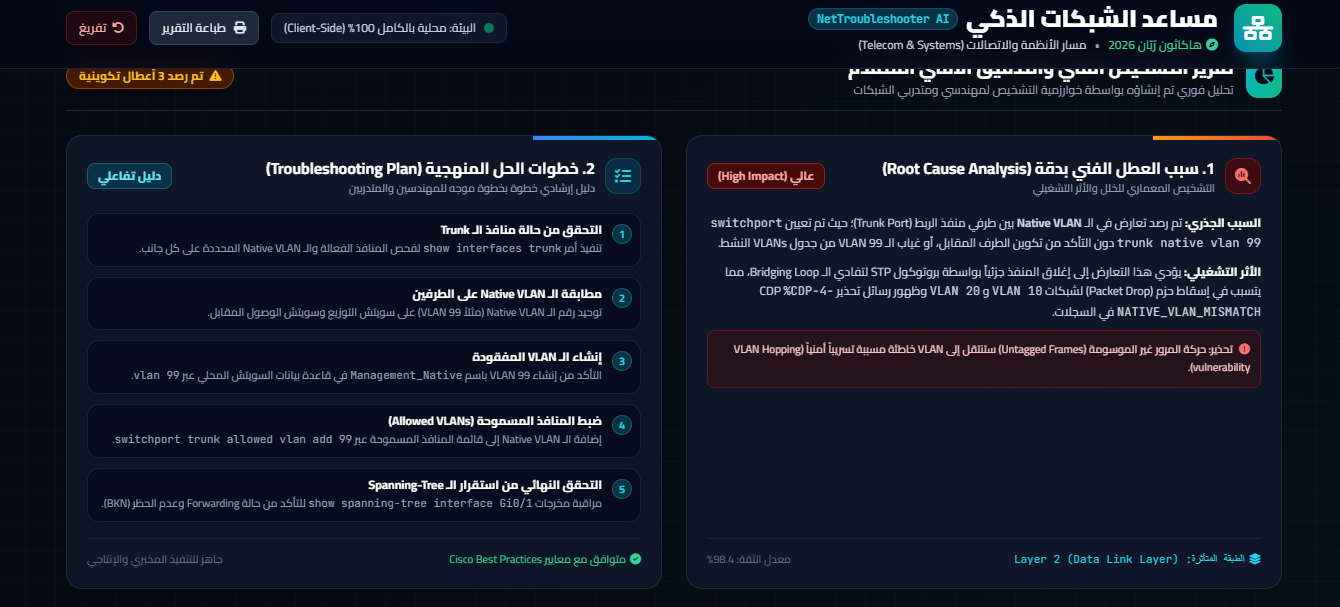 مساعد الشبكات الذكي NetTroubleshooter AI
هاكاثون رُبّان 2026 • مسار الأنظمة والاتصالات (Telecom & Systems)
البيئة: محلية بالكامل 100% (Client-Side)
طباعة التقرير
تفريغ
تحليل فوري تم إنشاؤه بواسطة خوارزمية التشخيص لمهندسي ومتدربي الشبكات
تم رصد 3 أعطال تكوينية
1. سبب العطل الفني بدقة (Root Cause Analysis)
التشخيص المعماري للخلل والأثر التشغيلي
عالي (High Impact)
السبب الجذري: تم رصد تعارض في الـ Native VLAN بين طرفي منفذ الربط (Trunk Port)؛ حيث تم تعيين switchport
trunk native vlan 99 دون التأكد من تكوين الطرف المقابل، أو غياب الـ VLAN 99 من جدول VLANs النشط.
الأثر التشغيلي: يؤدي هذا التعارض إلى إغلاق المنفذ جزئياً بواسطة بروتوكول STP لتفادي الـ Bridging Loop، مما
يتسبب في إسقاط حزم (Packet Drop) لشبكات VLAN 10 و VLAN 20 وظهور رسائل تحذير CDP %CDP-4-
NATIVE_VLAN_MISMATCH في السجلات.
تحذير: حركة المرور غير الموسومة (Untagged Frames) ستنتقل إلى VLAN خاطئة مسببة تسريباً أمنياً (VLAN Hopping
vulnerability).
الطبقة المتأثرة: Layer 2 (Data Link Layer)
معدل الثقة: 98.4%
2. خطوات الحل المنهجية (Troubleshooting Plan)
دليل إرشادي خطوة بخطوة موجه للمهندسين والمتدربين
دليل تفاعلي
1 التحقق من حالة منافذ الـ Trunk
تنفيذ أمر show interfaces trunk لفحص المنافذ الفعالة والـ Native VLAN المحددة على كل جانب.
2 مطابقة الـ Native VLAN على الطرفين
توحيد رقم الـ Native VLAN (مثلاً VLAN 99) على سويتش التوزيع وسويتش الوصول المقابل.
3 إنشاء الـ VLAN المفقودة
التأكد من إنشاء VLAN 99 باسم Management_Native في قاعدة بيانات السويتش المحلي عبر vlan 99.
4 ضبط المنافذ المسموحة (Allowed VLANs)
إضافة الـ Native VLAN إلى قائمة المنافذ المسموحة عبر switchport trunk allowed vlan add 99.
5 التحقق النهائي من استقرار الـ Spanning-Tree
مراقبة مخرجات show spanning-tree interface Gi0/1 للتأكد من حالة Forwarding وعدم الحظر (BKN).
متوافق مع معايير Cisco Best Practices
جاهز للتنفيذ المخبري والإنتاجي